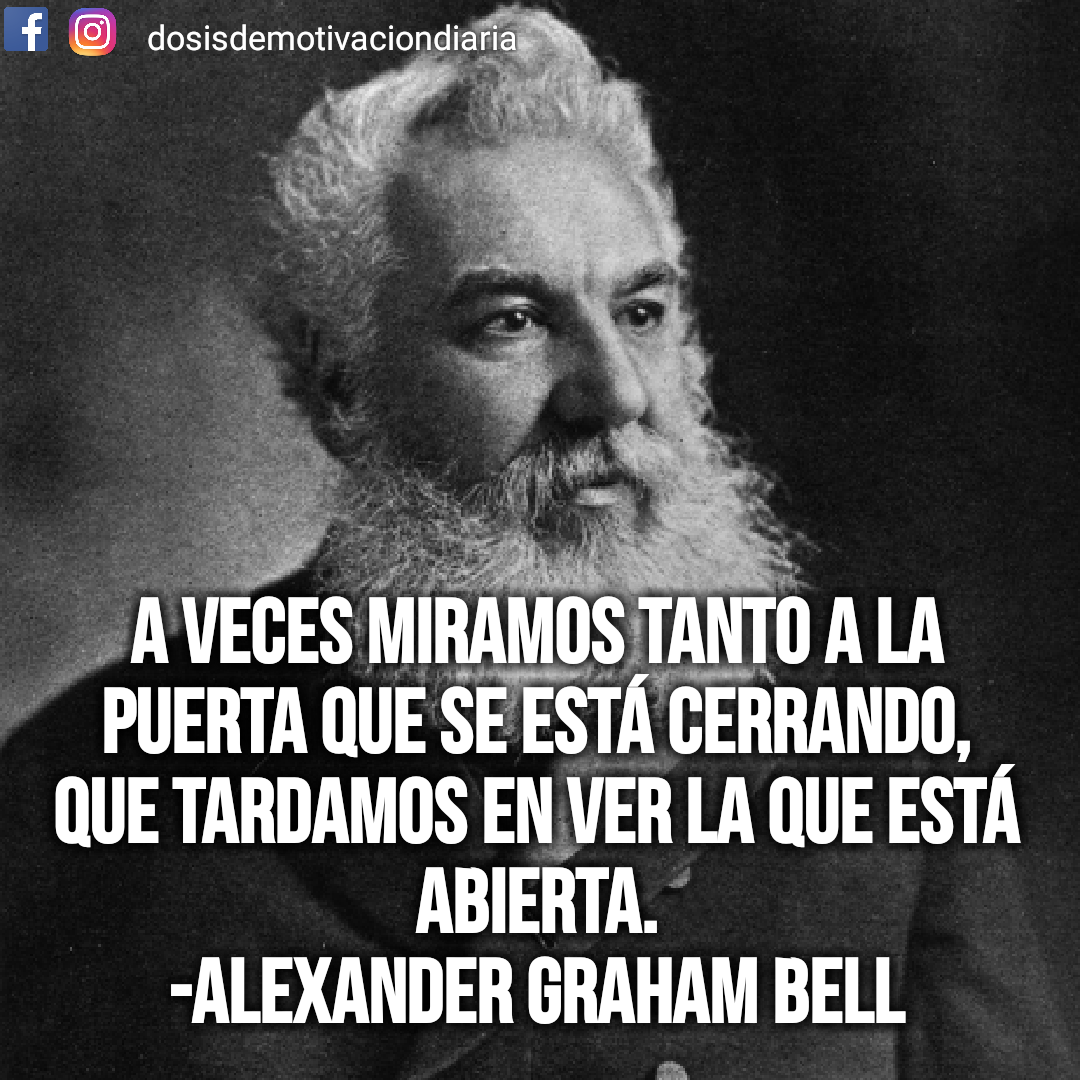 dosisdemotivaciondiaria
A VECES MIRAMOS TANTO A LA
PUERTA QUE SE ESTÁ CERRANDO,
QUE TARDAMOS EN VER LA QUE ESTÁ
ABIERTA.
-ALEXANDER GRAHAM BELL